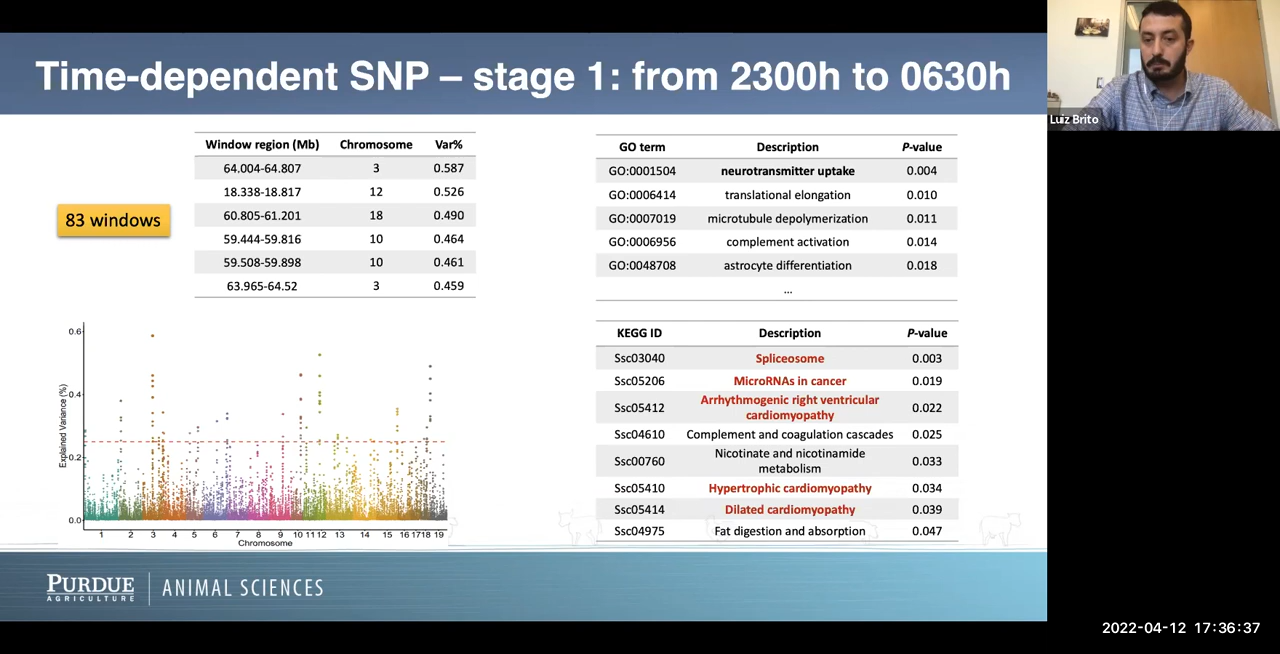 Time-dependent SNP – stage 1: from 2300h to 0630h
Luiz Brito
83 windows
Window region (Mb) Chromosome Var%
64.004-64.807 3 0.587
18.338-18.817 12 0.526
60.805-61.201 18 0.490
59.444-59.816 10 0.464
59.508-59.898 10 0.461
63.965-64.52 3 0.459
GO term Description P-value
GO:0001504 neurotransmitter uptake 0.004
GO:0006414 translational elongation 0.010
GO:0007019 microtubule depolymerization 0.011
GO:0006956 complement activation 0.014
GO:0048708 astrocyte differentiation 0.018
...
Explained Variance (%)
0.6
0.4
0.2
0.0
1 2 3 4 5 6 7 8 9 10 11 12 13 14 15 16 17 18 19
Chromosome
KEGG ID Description P-value
Ssc03040 Spliceosome 0.003
Ssc05206 MicroRNAs in cancer 0.019
Ssc05412 Arrhythmogenic right ventricular
cardiomyopathy 0.022
Ssc04610 Complement and coagulation cascades 0.025
Ssc00760 Nicotinate and nicotinamide
metabolism 0.033
Ssc05410 Hypertrophic cardiomyopathy 0.034
Ssc05414 Dilated cardiomyopathy 0.039
Ssc04975 Fat digestion and absorption 0.047
PURDUE
AGRICULTURE
ANIMAL SCIENCES
2022-04-12 17:36:37